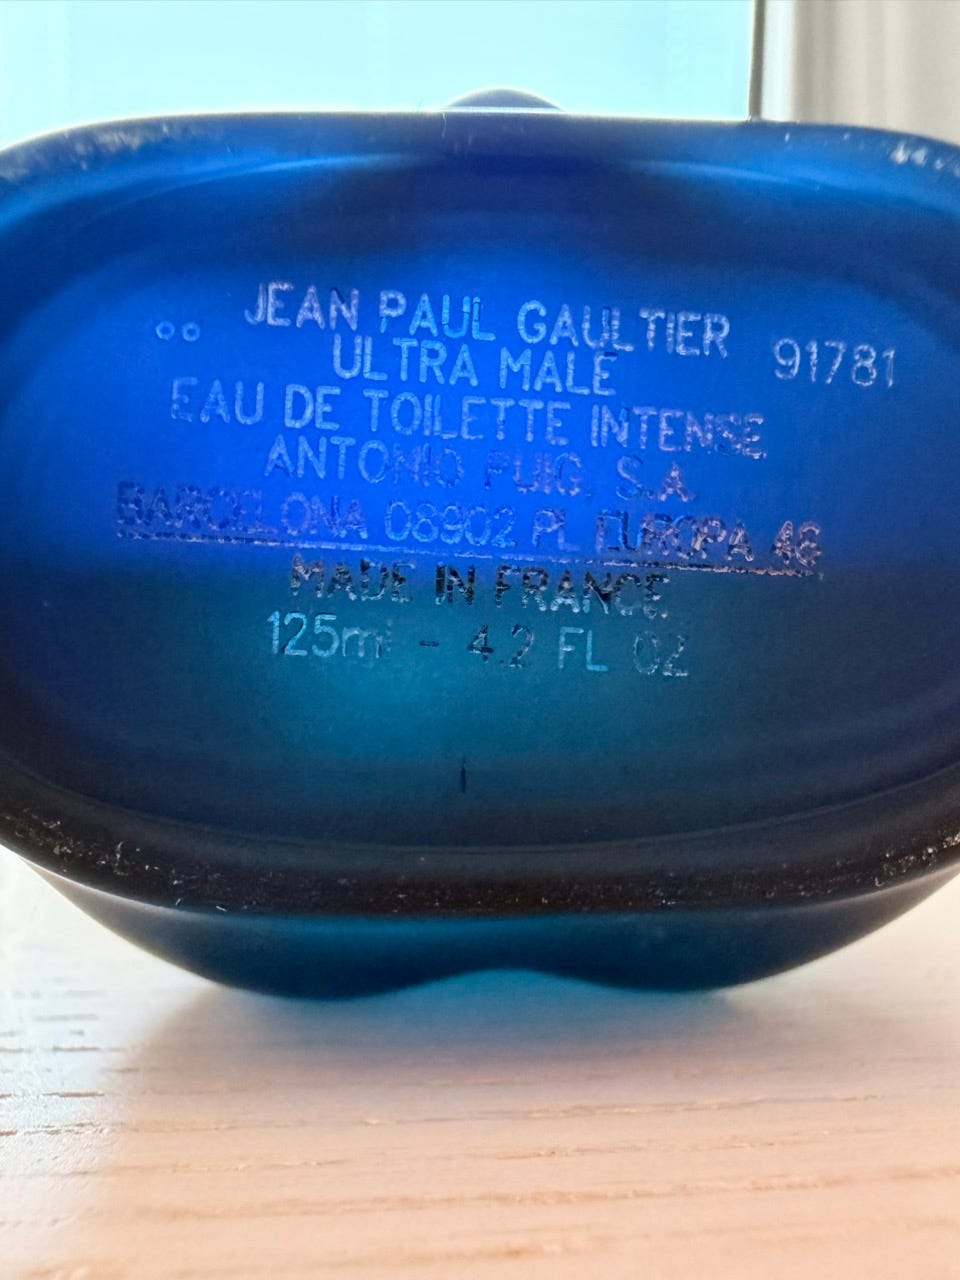 JEAN PAUL GAULTIER
ULTRA MALE
91781
EAU DE TOILETTE INTENSE
ANTONIO PUIG, S.A.
BARCELONA 08902 PL EUROPA 46
MADE IN FRANCE
125ml - 4.2 FL OZ